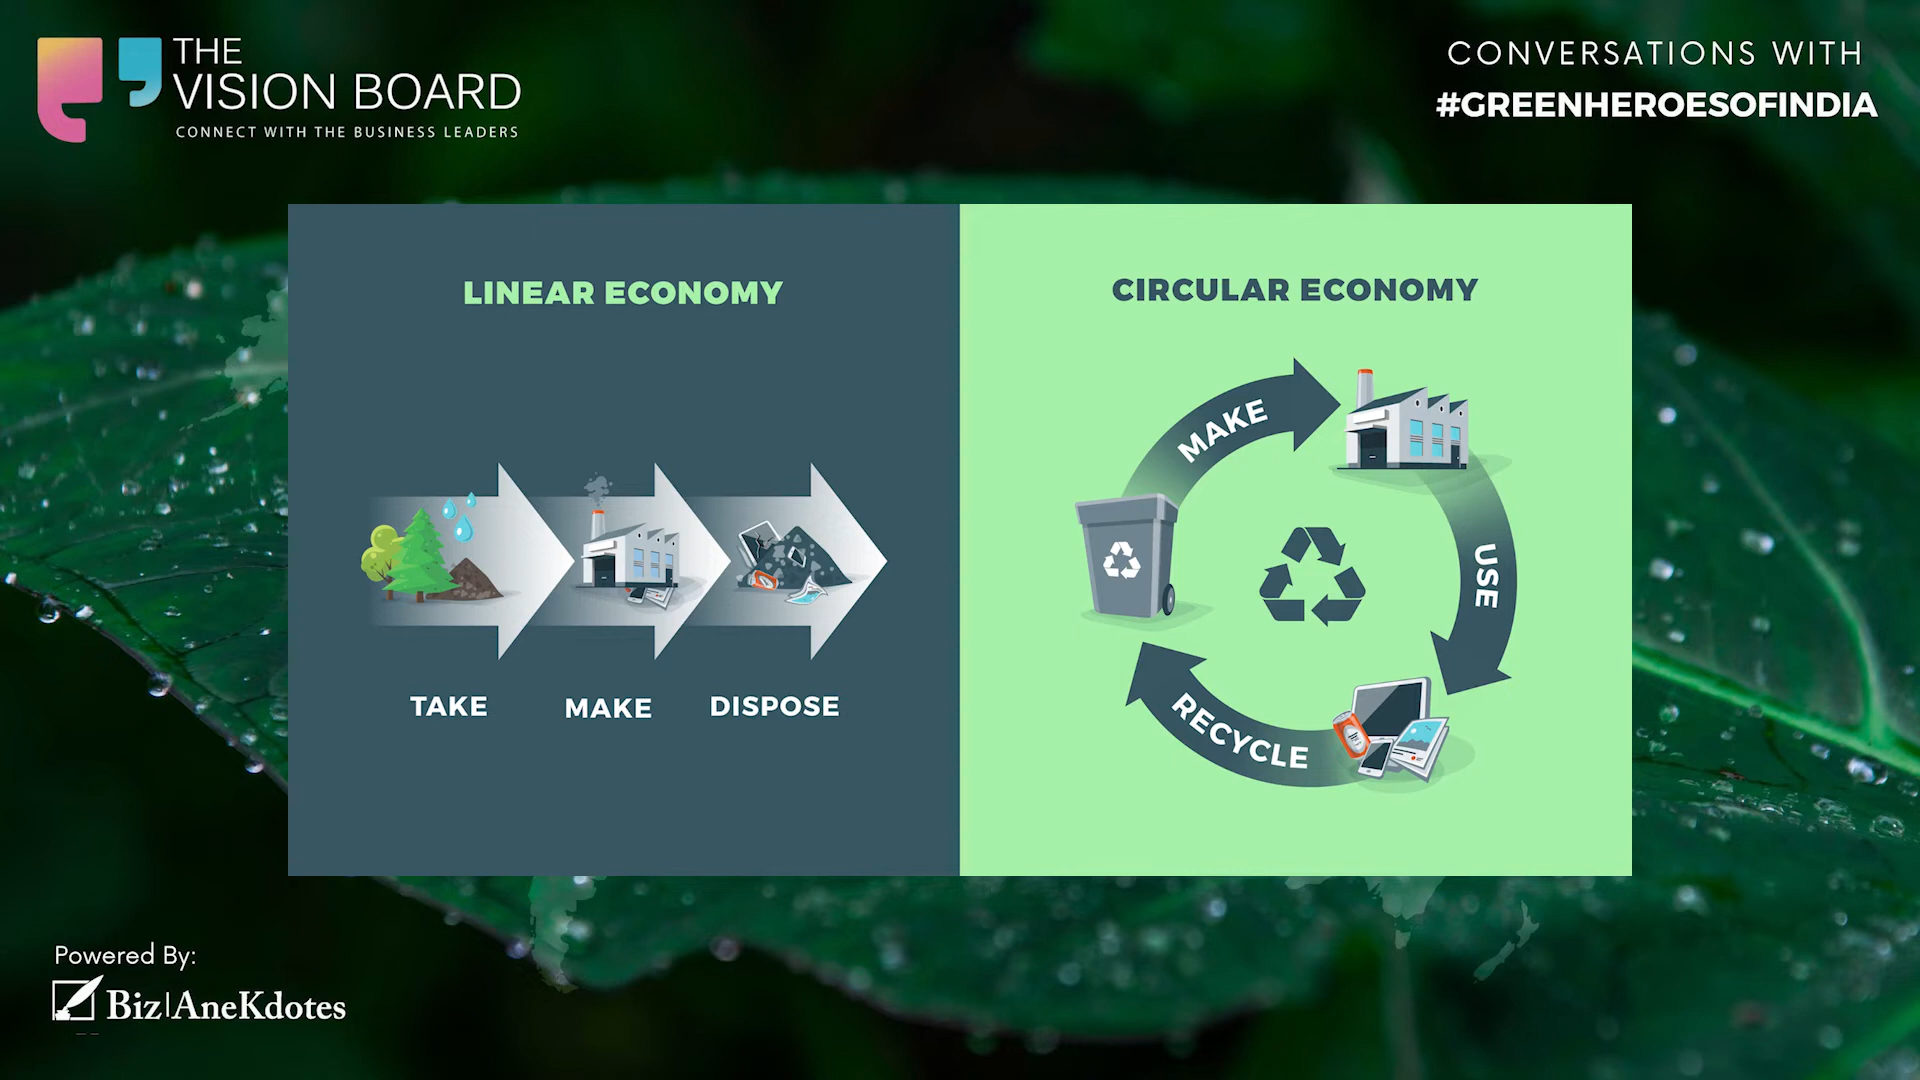 THE
VISION BOARD
CONNECT WITH THE BUSINESS LEADERS
CONVERSATIONS WITH
#GREENHEROESOFINDIA
LINEAR ECONOMY
TAKE
MAKE
DISPOSE
CIRCULAR ECONOMY
MAKE
USE
RECYCLE
Powered By:
Biz|AneKdotes